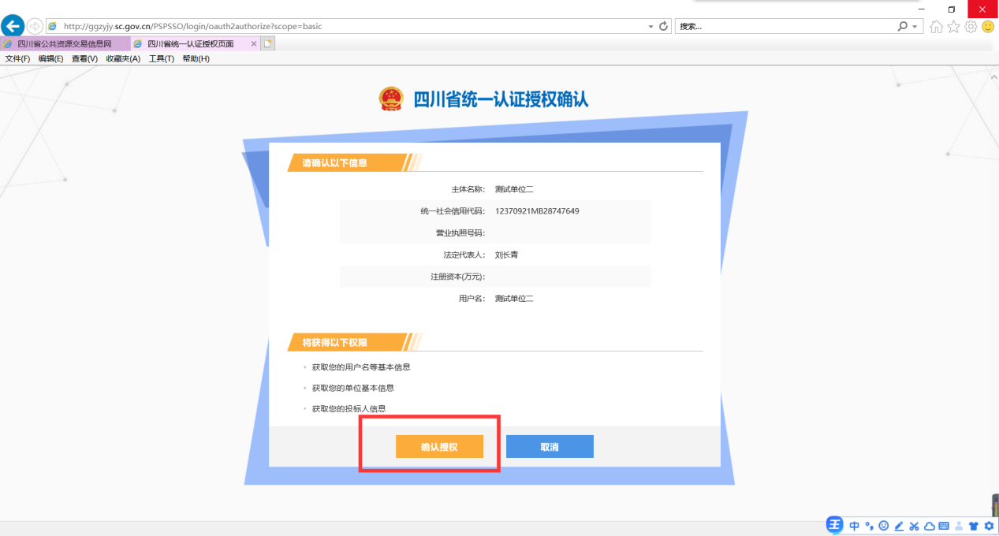 http://ggzyjy.sc.gov.cn/PSPSSO/login/oauth2authorize?scope=basic
搜索...
四川省公共资源交易信息网
四川省统一认证授权页面
文件(F) 编辑(E) 查看(V) 收藏夹(A) 工具(T) 帮助(H)
四川省统一认证授权确认
请确认以下信息
主体名称： 测试单位二
统一社会信用代码： 12370921MB28747649
营业执照号码：
法定代表人： 刘长青
注册资本(万元)：
用户名： 测试单位二
将获得以下权限
获取您的用户名等基本信息
获取您的单位基本信息
获取您的投标人信息
确认授权
取消
王 中